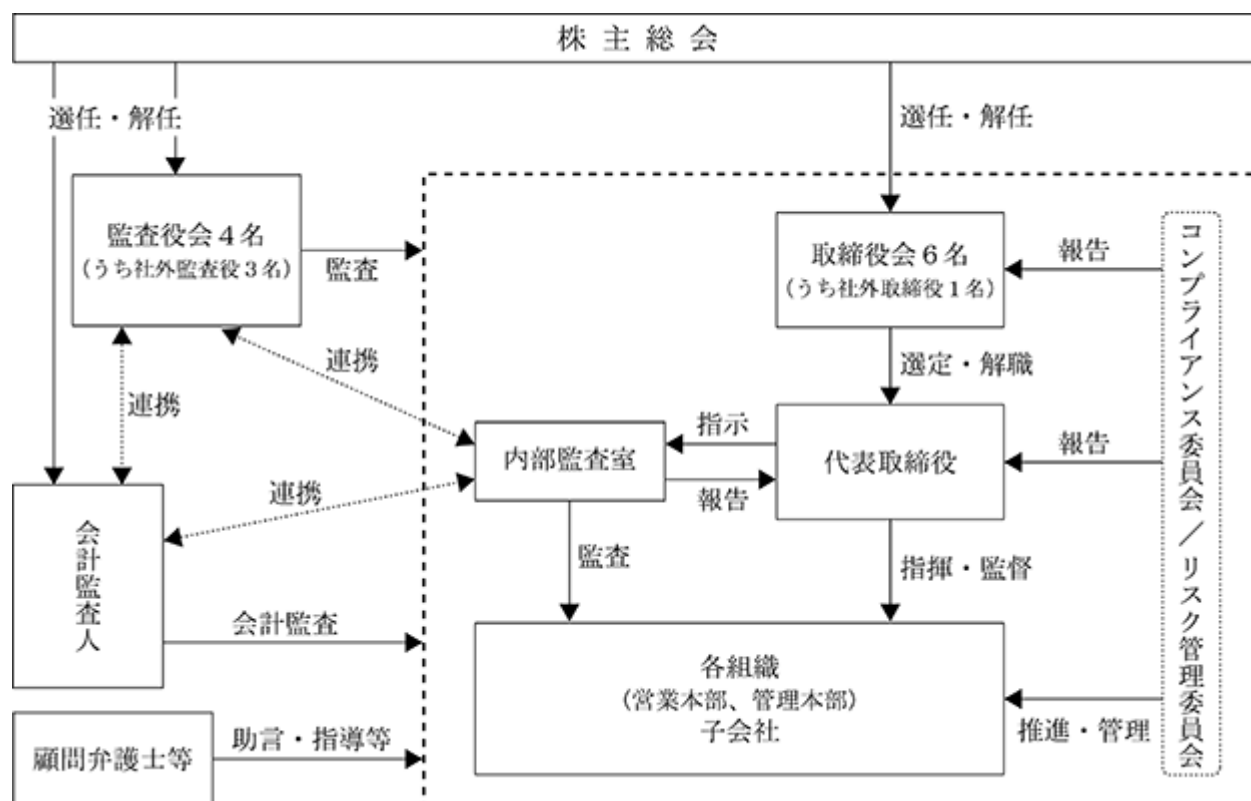 株主総会
選任・解任
選任・解任
監査役会4名
(うち社外監査役3名)
監査
取締役会6名
(うち社外取締役1名)
報告
コンプライアンス委員会/リスク管理委員会
連携
連携
選定・解職
内部監査室
指示
報告
代表取締役
報告
連携
監査
指揮・監督
会計監査人
会計監査
各組織
(営業本部、管理本部)
子会社
推進・管理
顧問弁護士等
助言・指導等